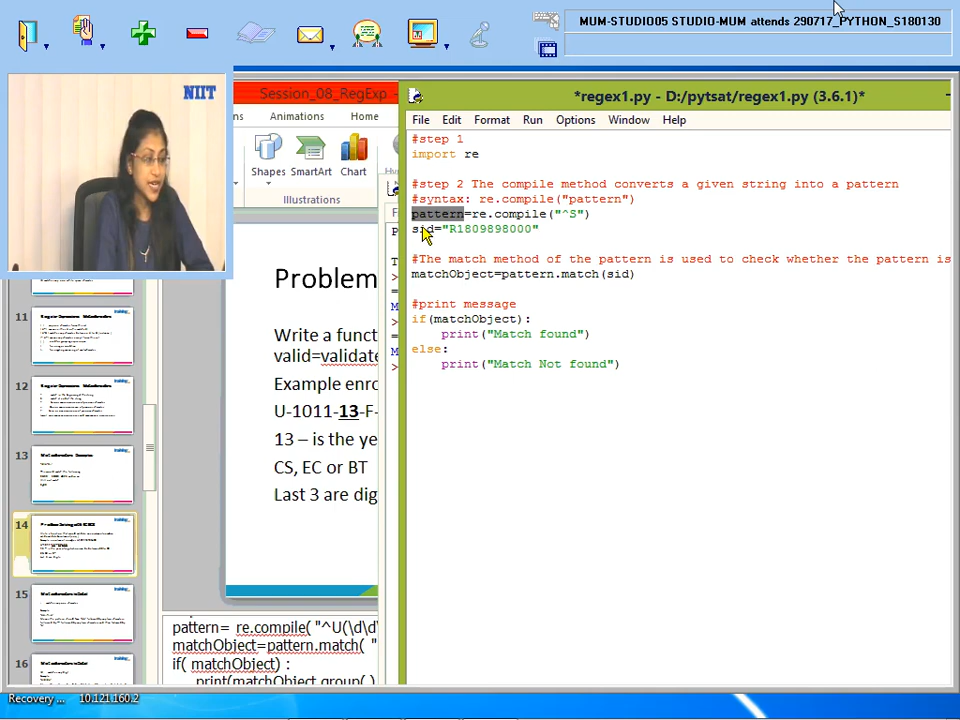 MUM-STUDIO05 STUDIO-MUM attends 290717_PYTHON_S180130
NIIT
Session_08_RegExp -
Animations
Home
Shapes
SmartArt
Chart
*regex1.py - D:/pytsat/regex1.py (3.6.1)*
File Edit Format Run Options Window Help
#step 1
import re
#step 2 The compile method converts a given string into a pattern
#syntax: re.compile("pattern")
pattern=re.compile("^S")
sid="R1809898000"
#The match method of the pattern is used to check whether the pattern is
matchObject=pattern.match(sid)
#print message
if(matchObject):
print("Match found")
else:
print("Match Not found")
Problem
Write a funct
valid=validate
Example enro
U-1011-13-F-
13 – is the ye
CS, EC or BT
Last 3 are dig
11
12
13
14
15
16
pattern= re.compile( "^U(\d\d\
matchObject=pattern.match( "
if( matchObject) :
print(matchObject.group( )
Recovery ...
10.121.160.2